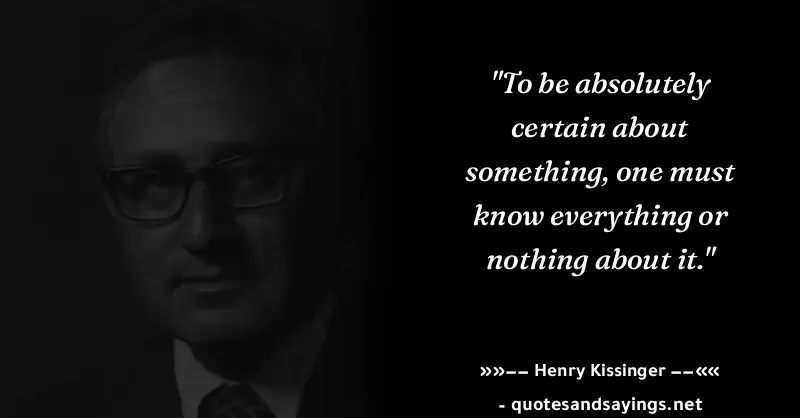 "To be absolutely
certain about
something, one must
know everything or
nothing about it."
»»−− Henry Kissinger −−««
- quotesandsayings.net